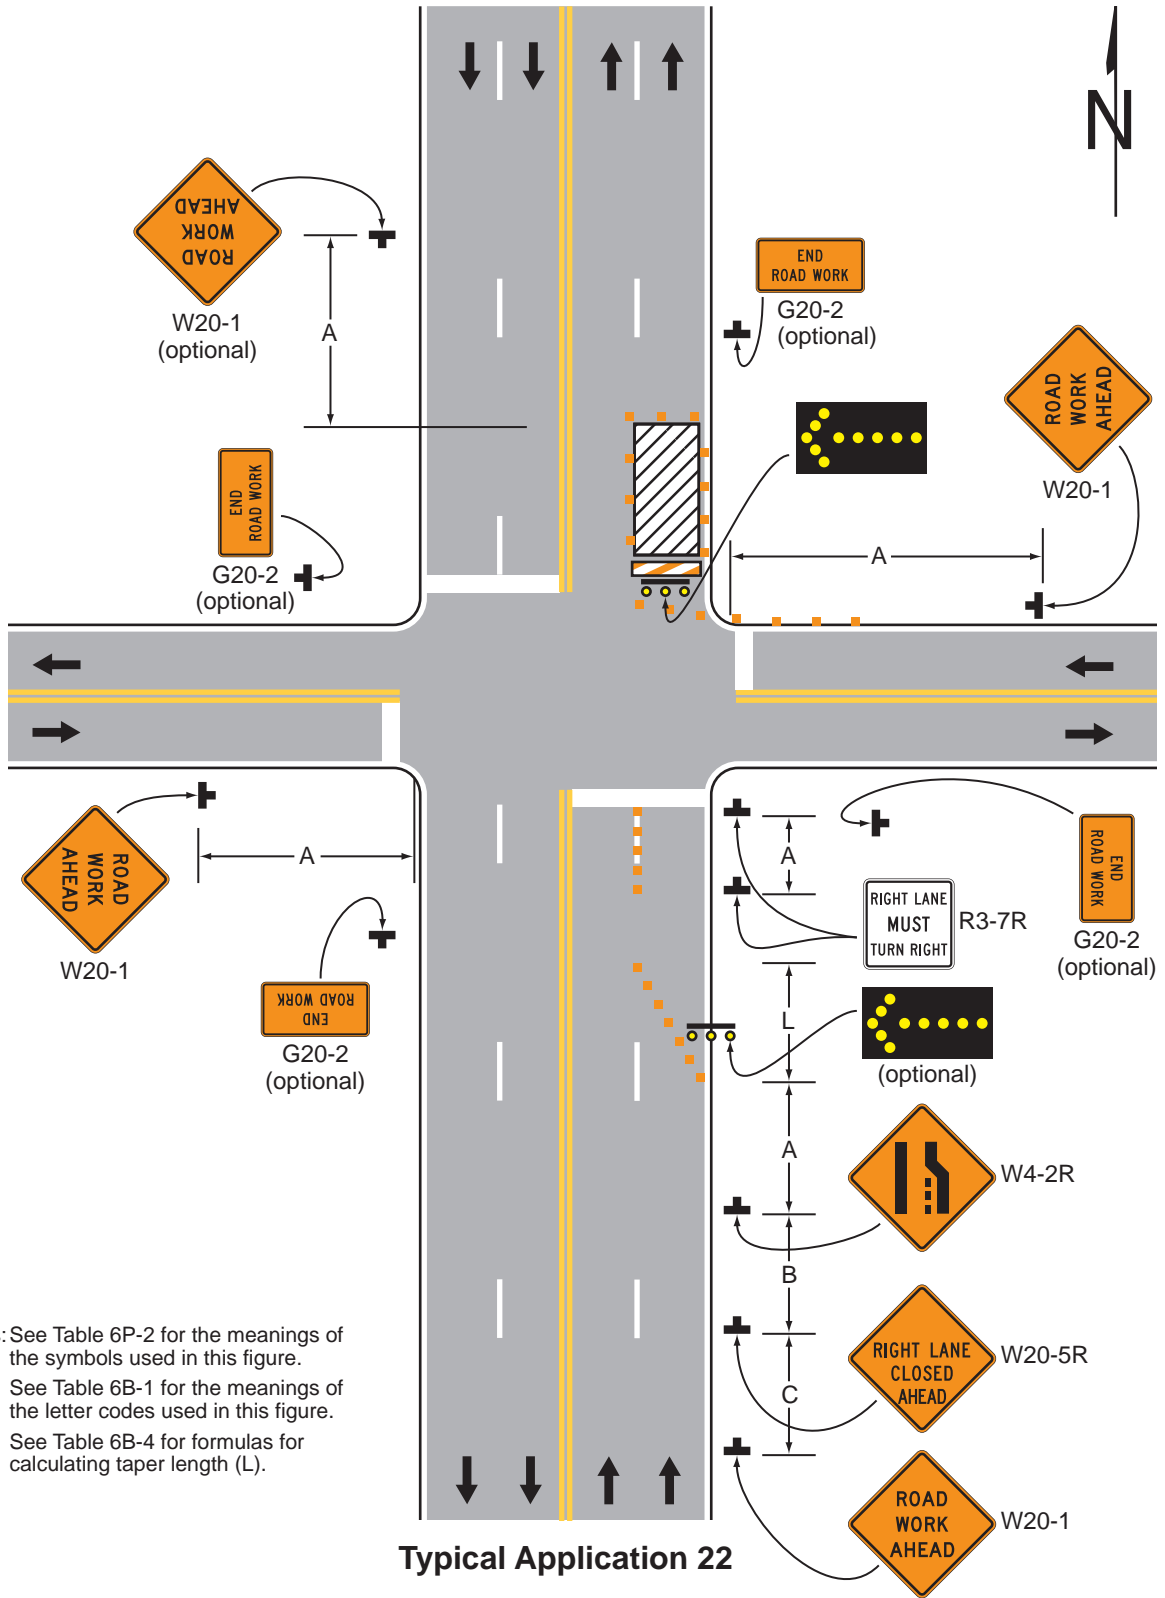 N
ROAD
WORK
AHEAD
W20-1
(optional)
A
END
ROAD WORK
G20-2
(optional)
ROAD
WORK
AHEAD
W20-1
END
ROAD WORK
G20-2
(optional)
A
ROAD
WORK
AHEAD
W20-1
A
END
ROAD WORK
G20-2
(optional)
A
RIGHT LANE
MUST
TURN RIGHT
R3-7R
END
ROAD WORK
G20-2
(optional)
L
(optional)
A
W4-2R
B
RIGHT LANE
CLOSED
AHEAD
W20-5R
C
ROAD
WORK
AHEAD
W20-1
: See Table 6P-2 for the meanings of
the symbols used in this figure.
See Table 6B-1 for the meanings of
the letter codes used in this figure.
See Table 6B-4 for formulas for
calculating taper length (L).
Typical Application 22